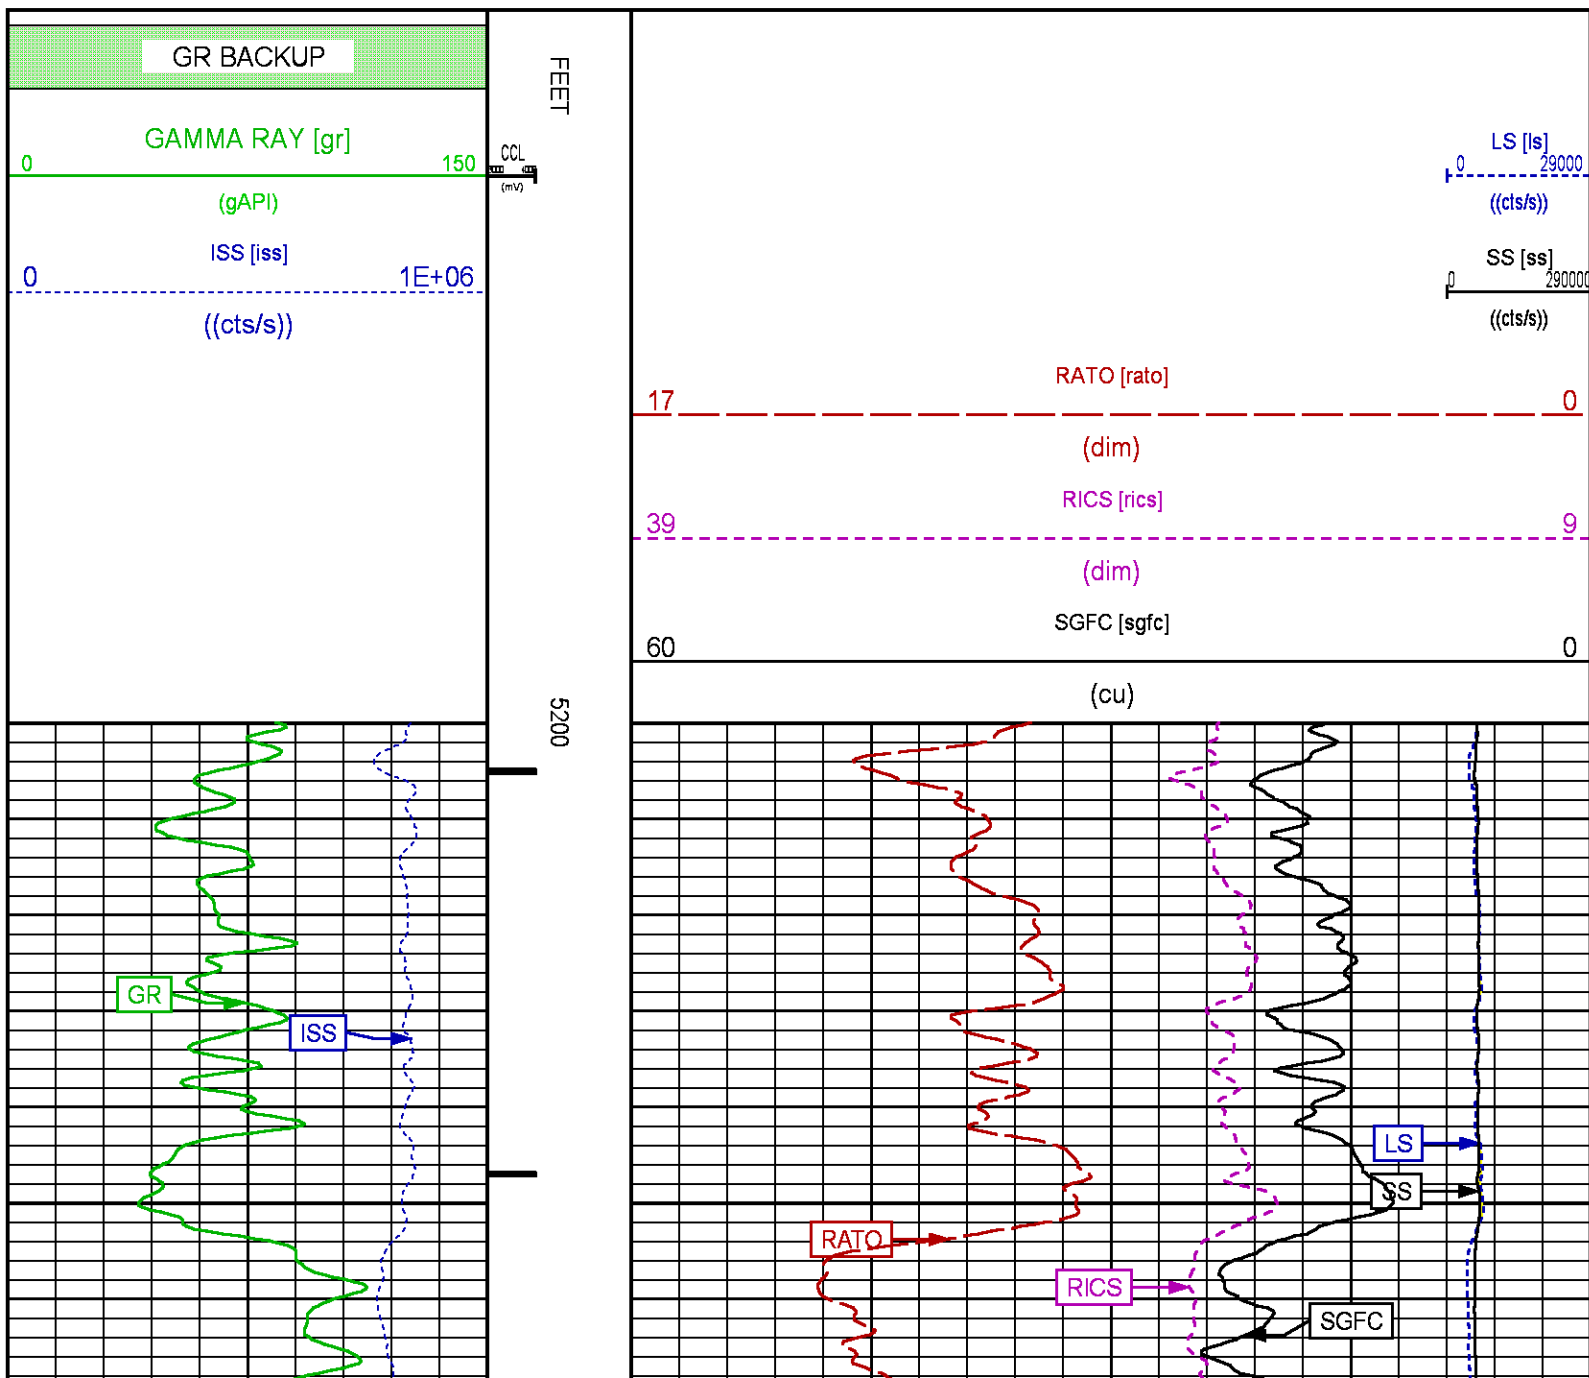 GR BACKUP
GAMMA RAY [gr]
0 150
(gAPI)
ISS [iss]
0 1E+06
((cts/s))
FEET
CCL
(mV)
LS [ls]
0 29000
((cts/s))
SS [ss]
0 290000
((cts/s))
RATO [rato]
17 0
(dim)
RICS [rics]
39 9
(dim)
SGFC [sgfc]
60 0
(cu)
5200
GR
ISS
LS
SS
RATO
RICS
SGFC